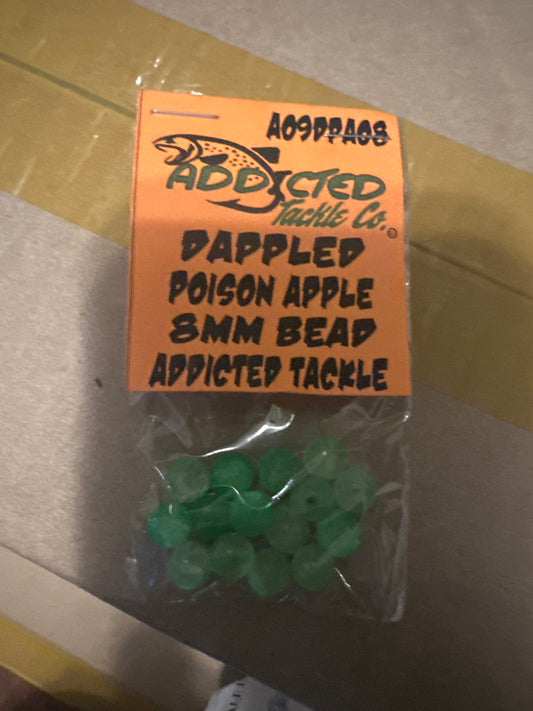 A09DPA08
ADDICTED
Tackle Co.®
DAPPLED
POISON APPLE
8MM BEAD
ADDICTED TACKLE